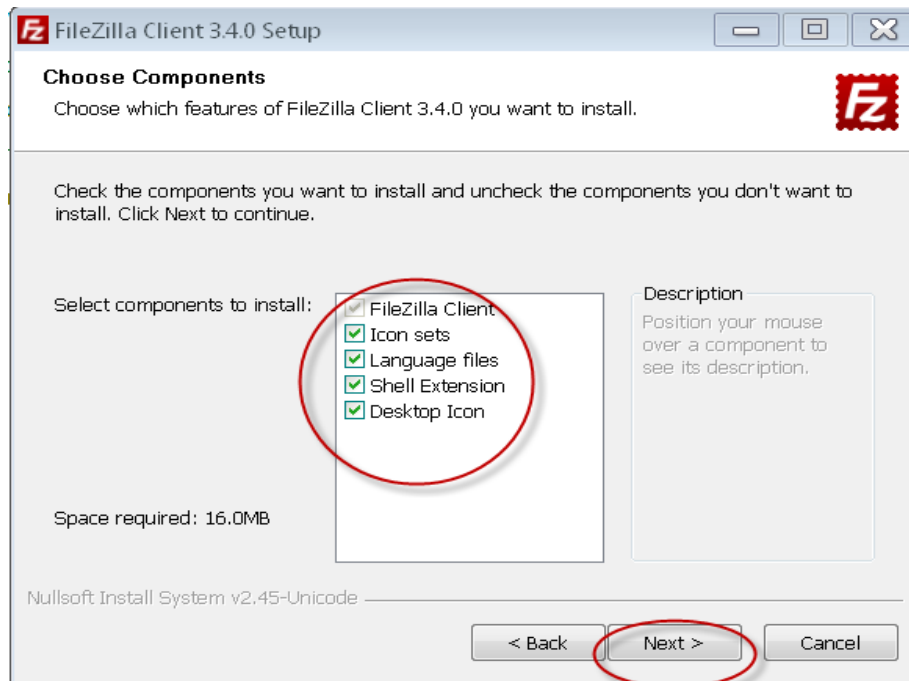 FileZilla Client 3.4.0 Setup
Choose Components
Choose which features of FileZilla Client 3.4.0 you want to install.
Fz
Check the components you want to install and uncheck the components you don't want to
install. Click Next to continue.
Select components to install:
FileZilla Client
Icon sets
Language files
Shell Extension
Desktop Icon
Description
Position your mouse
over a component to
see its description.
Space required: 16.0MB
Nullsoft Install System v2.45-Unicode
< Back
Next >
Cancel